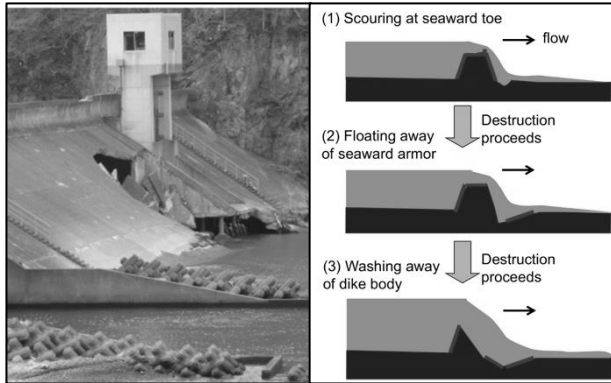 (1) Scouring at seaward toe
flow
Destruction
proceeds
(2) Floating away
of seaward armor
Destruction
proceeds
(3) Washing away
of dike body